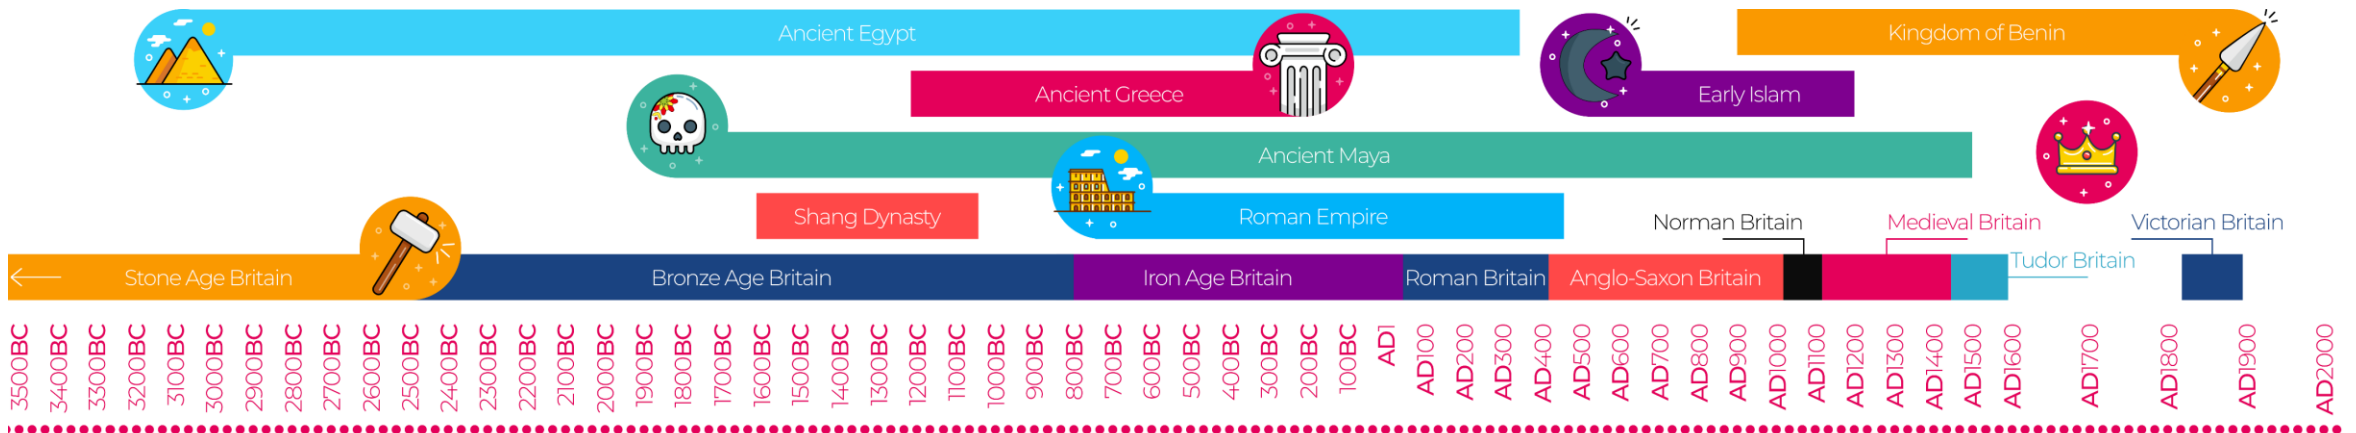 Ancient Egypt
Kingdom of Benin
Ancient Greece
Early Islam
Ancient Maya
Shang Dynasty
Roman Empire
Norman Britain
Medieval Britain
Victorian Britain
Tudor Britain
Stone Age Britain
Bronze Age Britain
Iron Age Britain
Roman Britain
Anglo-Saxon Britain
3500BC
3400BC
3300BC
3200BC
3100BC
3000BC
2900BC
2800BC
2700BC
2600BC
2500BC
2400BC
2300BC
2200BC
2100BC
2000BC
1900BC
1800BC
1700BC
1600BC
1500BC
1400BC
1300BC
1200BC
1100BC
1000BC
900BC
800BC
700BC
600BC
500BC
400BC
300BC
200BC
100BC
AD1
AD100
AD200
AD300
AD400
AD500
AD600
AD700
AD800
AD900
AD1000
AD1100
AD1200
AD1300
AD1400
AD1500
AD1600
AD1700
AD1800
AD1900
AD2000